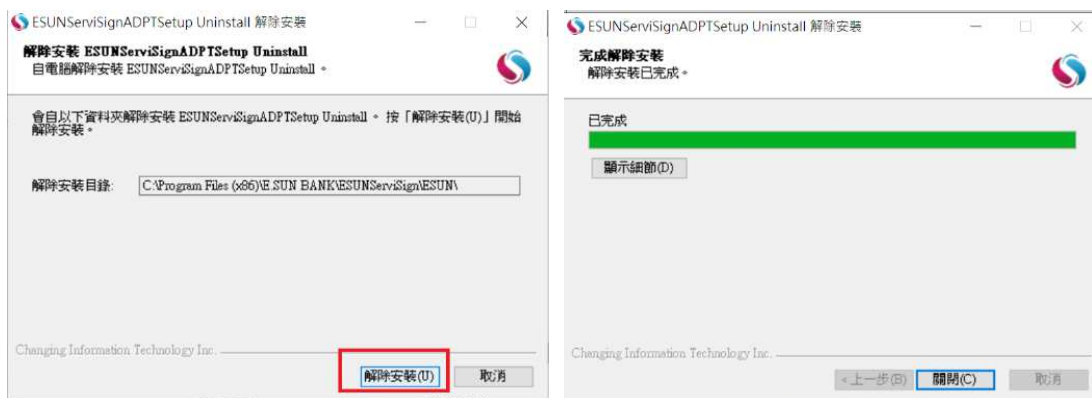 ESUNServiSignADPTSetup Uninstall 解除安裝
解除安裝 ESUNServiSignADPTSetup Uninstall
自電腦解除安裝 ESUNServiSignADPTSetup Uninstall。
會自以下資料夾解除安裝 ESUNServiSignADPTSetup Uninstall。按「解除安裝(U)」開始
解除安裝。
解除安裝目錄:
C:\Program Files (x86)\E.SUN BANK\ESUNServiSign\ESUN\
Changing Information Technology Inc.
解除安裝(U)
取消
ESUNServiSignADPTSetup Uninstall 解除安裝
完成解除安裝
解除安裝已完成。
已完成
顯示細節(D)
Changing Information Technology Inc.
<上一步(B)
關閉(C)
取消